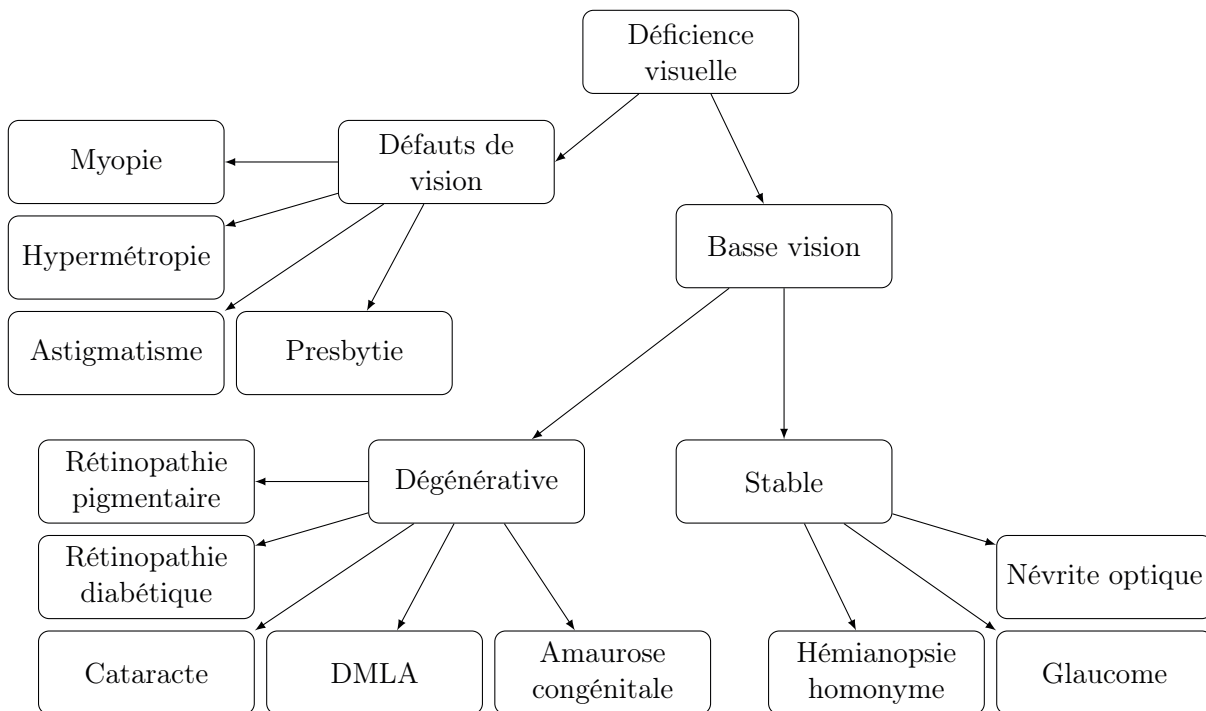 Déficience
visuelle
Myopie
Défauts de
vision
Hypermétropie
Basse vision
Astigmatisme
Presbytie
Rétinopathie
pigmentaire
Dégénérative
Stable
Rétinopathie
diabétique
Névrite optique
Cataracte
DMLA
Amaurose
congénitale
Hémianopsie
homonyme
Glaucome